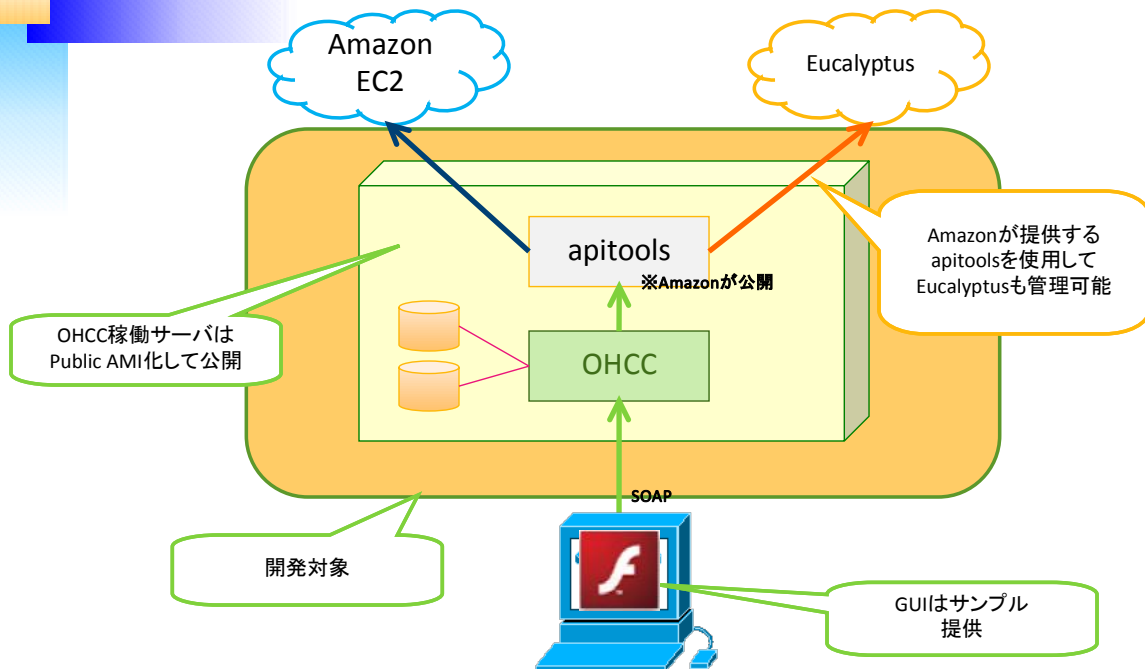 Amazon
EC2
Eucalyptus
apitools
※Amazonが公開
Amazonが提供する
apitoolsを使用して
Eucalyptusも管理可能
OHCC稼働サーバは
Public AMI化して公開
OHCC
SOAP
開発対象
GUIはサンプル
提供